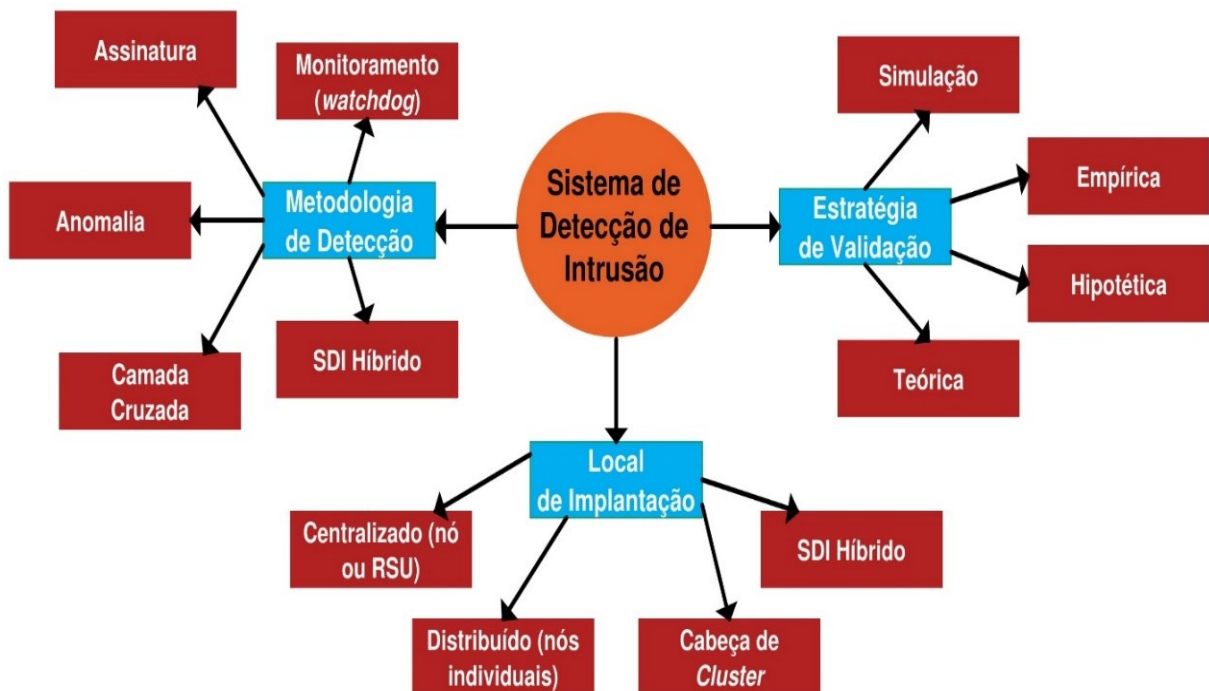 Assinatura
Monitoramento
(watchdog)
Simulação
Sistema de
Detecção de
Intrusão
Metodologia
de Detecção
Anomalia
Estratégia
de Validação
Empírica
Hipotética
SDI Híbrido
Camada
Cruzada
Teórica
Local
de Implantação
Centralizado (nó
ou RSU)
SDI Híbrido
Distribuído (nós
individuais)
Cabeça de
Cluster